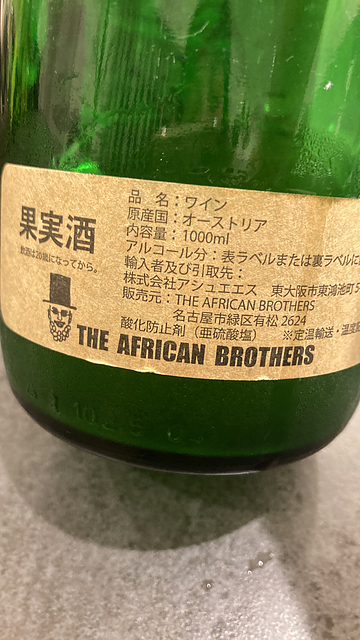 果実酒
飲酒は20歳になってから。
品 名：ワイン
原産国：オーストリア
内容量：1000ml
アルコール分：表ラベルまたは裏ラベルに
輸入者及び引取先：
株式会社アシュエエス 東大阪市東鴻池町5
販売元：THE AFRICAN BROTHERS
名古屋市緑区有松 2624
酸化防止剤（亜硫酸塩） ※定温輸送・温度
THE AFRICAN BROTHERS